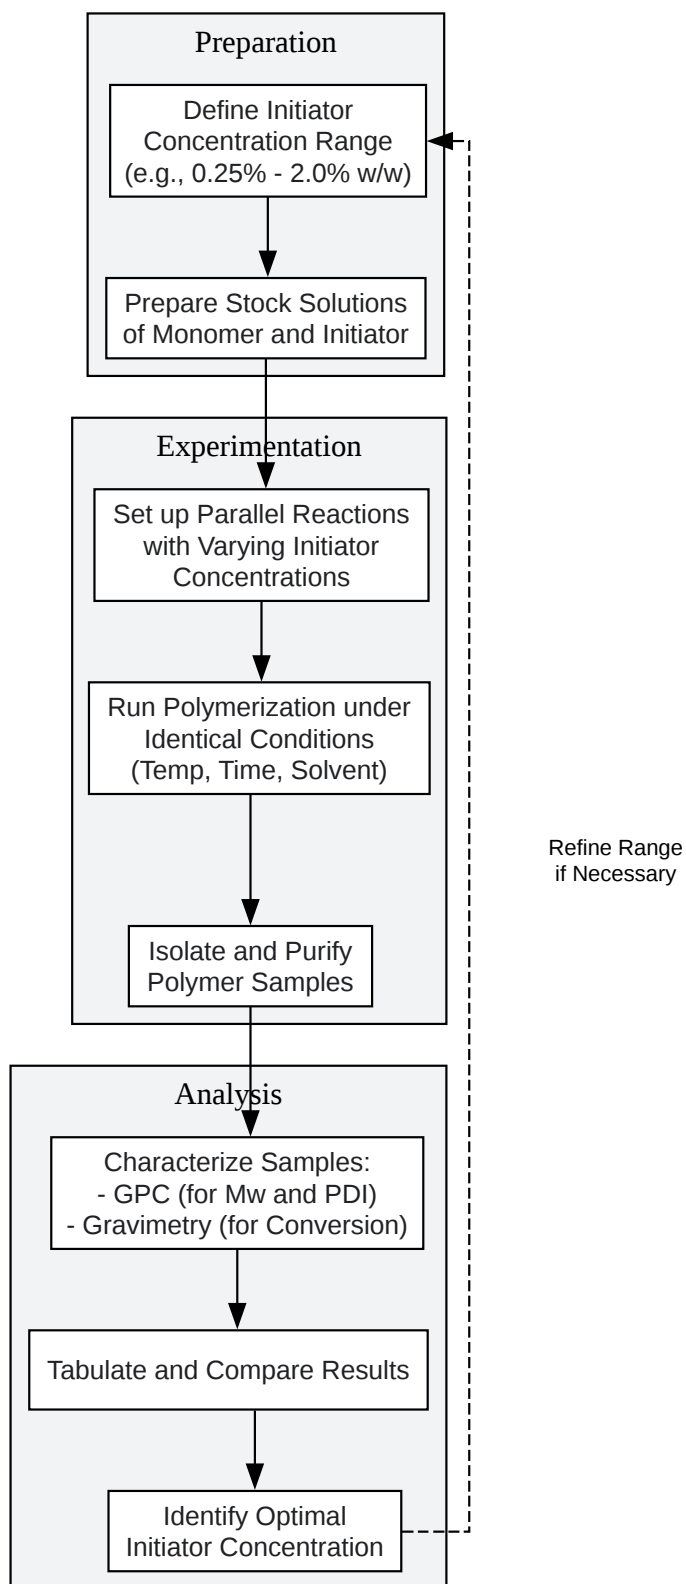 Preparation
Define Initiator
Concentration Range
(e.g., 0.25% - 2.0% w/w)
Prepare Stock Solutions
of Monomer and Initiator
Experimentation
Set up Parallel Reactions
with Varying Initiator
Concentrations
Run Polymerization under
Identical Conditions
(Temp, Time, Solvent)
Refine Range
if Necessary
Isolate and Purify
Polymer Samples
Analysis
Characterize Samples:
- GPC (for Mw and PDI)
- Gravimetry (for Conversion)
Tabulate and Compare Results
Identify Optimal
Initiator Concentration